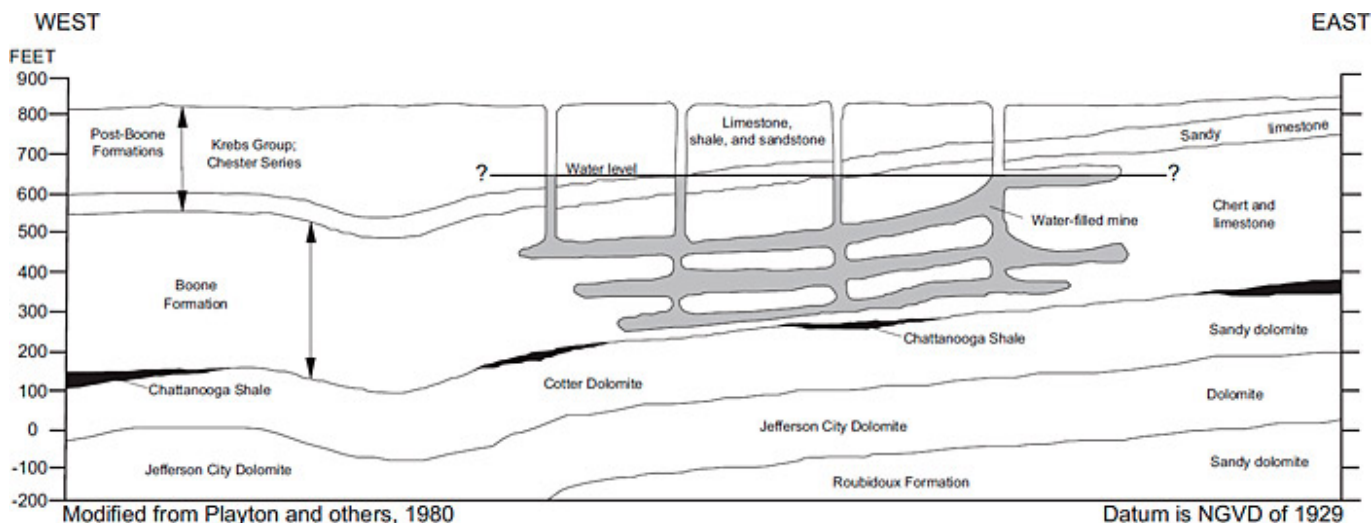 WEST
EAST
FEET
900
800
700
600
500
400
300
200
100
0
-100
-200
Post-Boone
Formations
Krebs Group;
Chester Series
Limestone,
shale, and sandstone
Sandy
limestone
?
Water level
?
Water-filled mine
Chert and
limestone
Boone
Formation
Chattanooga Shale
Sandy dolomite
Chattanooga Shale
Cotter Dolomite
Dolomite
Jefferson City Dolomite
Jefferson City Dolomite
Sandy dolomite
Roubidoux Formation
Modified from Playton and others, 1980
Datum is NGVD of 1929